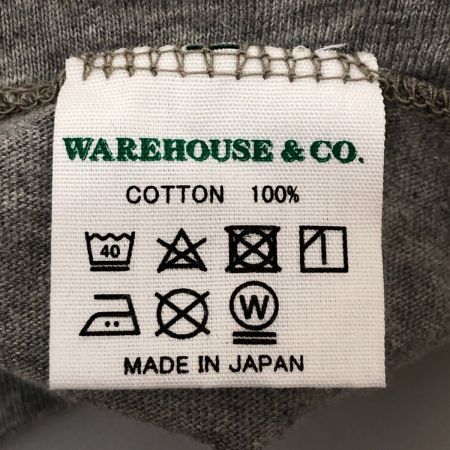 WAREHOUSE & CO.
COTTON 100%
40
W
MADE IN JAPAN